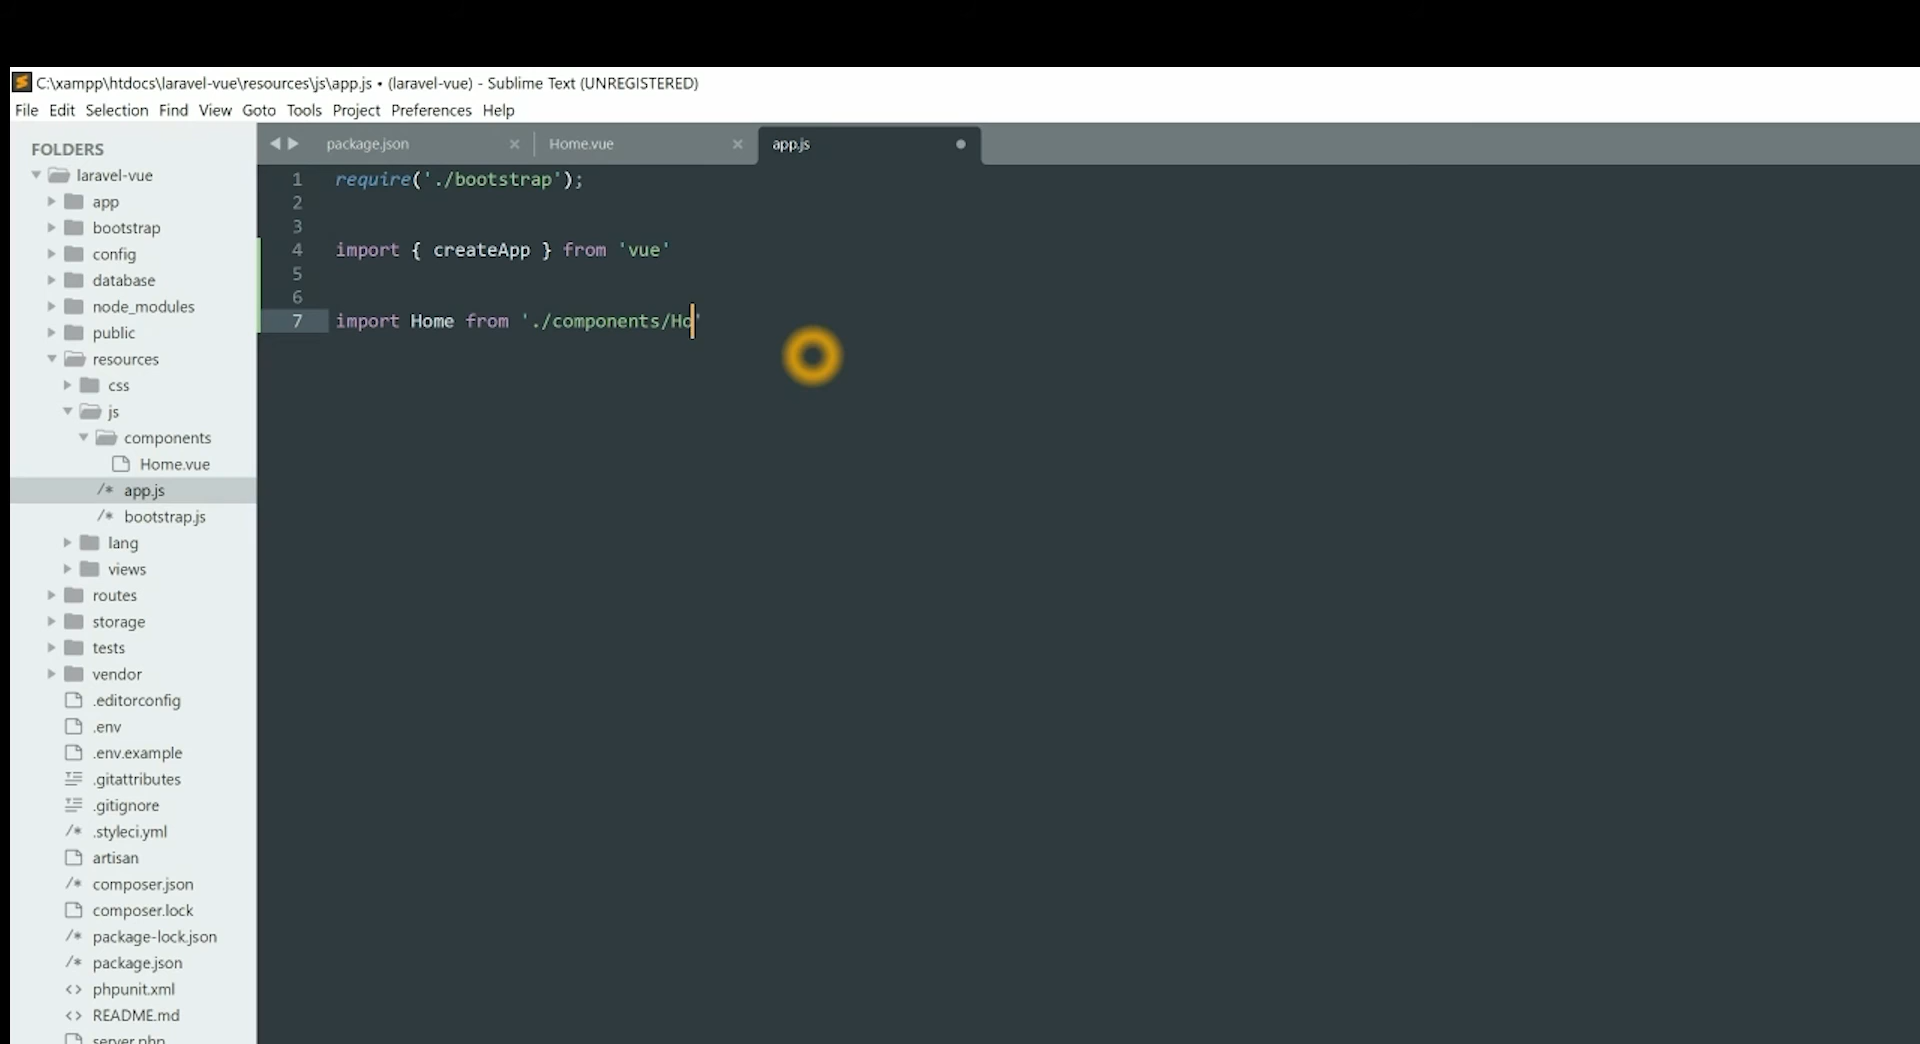 C:\xampp\htdocs\laravel-vue\resources\js\app.js • (laravel-vue) - Sublime Text (UNREGISTERED)
File Edit Selection Find View Goto Tools Project Preferences Help
FOLDERS
laravel-vue
app
bootstrap
config
database
node_modules
public
resources
css
js
components
Home.vue
/* app.js
/* bootstrap.js
lang
views
routes
storage
tests
vendor
.editorconfig
.env
.env.example
.gitattributes
.gitignore
/* .styleci.yml
artisan
/* composer.json
composer.lock
/* package-lock.json
/* package.json
<> phpunit.xml
<> README.md
server.php
package.json × Home.vue × app.js
1 require('./bootstrap');
2
3
4 import { createApp } from 'vue'
5
6
7 import Home from './components/Ho'